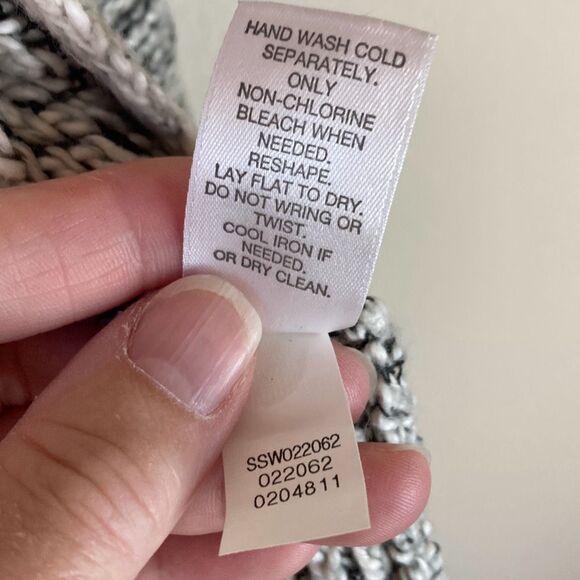 HAND WASH COLD
SEPARATELY.
ONLY
NON-CHLORINE
BLEACH WHEN
NEEDED.
RESHAPE.
LAY FLAT TO DRY.
DO NOT WRING OR
TWIST.
COOL IRON IF
NEEDED.
OR DRY CLEAN.
SSW022062
022062
0204811